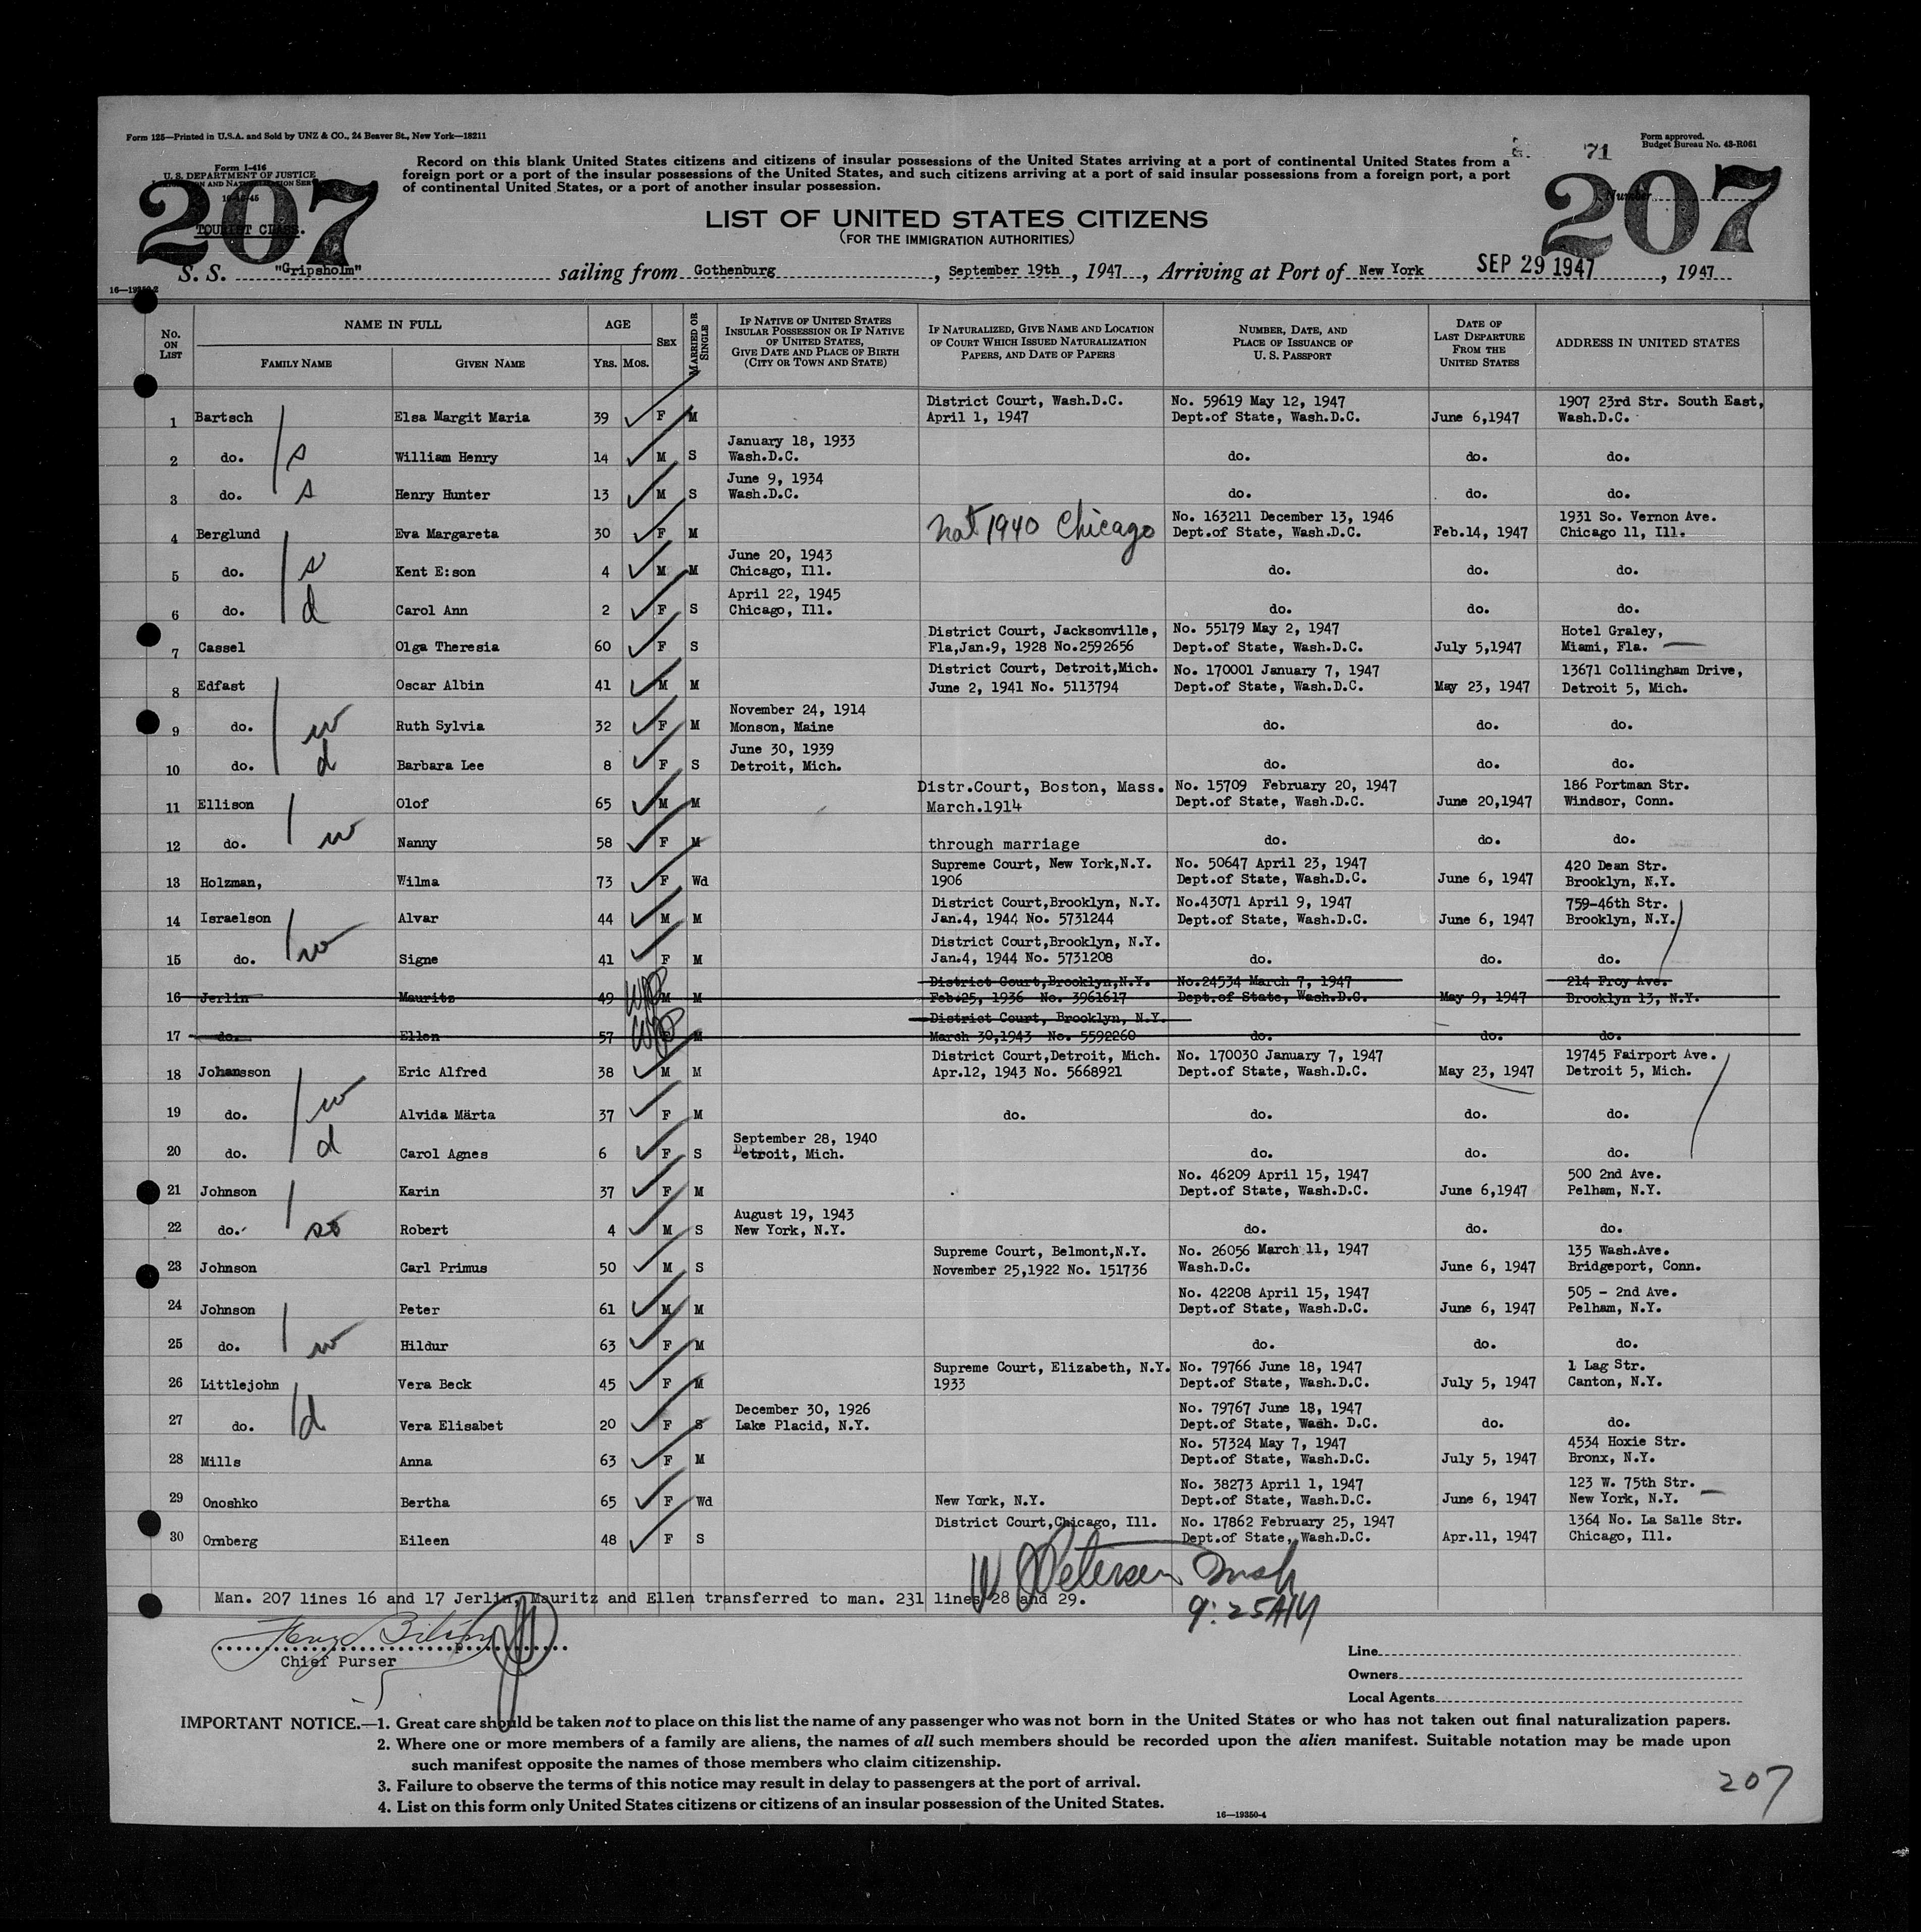 Form 125—Printed in U.S.A. and Sold by UNZ & CO., 24 Beaver St., New York—18211
Form approved.
Budget Bureau No. 43-R061
Form I-416
U. S. DEPARTMENT OF JUSTICE
207
TOURIST CLASS.
Record on this blank United States citizens and citizens of insular possessions of the United States arriving at a port of continental United States from a
foreign port or a port of the insular possessions of the United States, and such citizens arriving at a port of said insular possessions from a foreign port, a port
of continental United States, or a port of another insular possession.
71
Number
207
LIST OF UNITED STATES CITIZENS
(FOR THE IMMIGRATION AUTHORITIES)
S. S. "Gripsholm" sailing from Gothenburg, September 19th, 1947, Arriving at Port of New York SEP 29 1947, 1947
No. ON LIST NAME IN FULL FAMILY NAME GIVEN NAME AGE YRS. MOS. SEX MARRIED OR SINGLE IF NATIVE OF UNITED STATES INSULAR POSSESSION OR IF NATIVE OF UNITED STATES, GIVE DATE AND PLACE OF BIRTH (CITY OR TOWN AND STATE) IF NATURALIZED, GIVE NAME AND LOCATION OF COURT WHICH ISSUED NATURALIZATION PAPERS, AND DATE OF PAPERS NUMBER, DATE, AND PLACE OF ISSUANCE OF U. S. PASSPORT DATE OF LAST DEPARTURE FROM THE UNITED STATES ADDRESS IN UNITED STATES
1 Bartsch Elsa Margit Maria 39 F M District Court, Wash.D.C. April 1, 1947 No. 59619 May 12, 1947 Dept.of State, Wash.D.C. June 6,1947 1907 23rd Str. South East, Wash.D.C.
2 do. s William Henry 14 M S January 18, 1933 Wash.D.C. do. do. do.
3 do. s Henry Hunter 13 M S June 9, 1934 Wash.D.C. do. do. do.
4 Berglund Eva Margareta 30 F M nat 1940 Chicago No. 163211 December 13, 1946 Dept.of State, Wash.D.C. Feb.14, 1947 1931 So. Vernon Ave. Chicago 11, Ill.
5 do. s Kent E:son 4 M M June 20, 1943 Chicago, Ill. do. do. do.
6 do. d Carol Ann 2 F S April 22, 1945 Chicago, Ill. do. do. do.
7 Cassel Olga Theresia 60 F S District Court, Jacksonville, Fla,Jan.9, 1928 No.2592656 No. 55179 May 2, 1947 Dept.of State, Wash.D.C. July 5,1947 Hotel Graley, Miami, Fla.
8 Edfast Oscar Albin 41 M M District Court, Detroit,Mich. June 2, 1941 No. 5113794 No. 170001 January 7, 1947 Dept.of State, Wash.D.C. May 23, 1947 13671 Collingham Drive, Detroit 5, Mich.
9 do. w Ruth Sylvia 32 F M November 24, 1914 Monson, Maine do. do. do.
10 do. d Barbara Lee 8 F S June 30, 1939 Detroit, Mich. do. do. do.
11 Ellison Olof 65 M M Distr.Court, Boston, Mass. March.1914 No. 15709 February 20, 1947 Dept.of State, Wash.D.C. June 20,1947 186 Portman Str. Windsor, Conn.
12 do. w Nanny 58 F M through marriage do. do. do.
13 Holzman, Wilma 73 F Wd Supreme Court, New York,N.Y. 1906 No. 50647 April 23, 1947 Dept.of State, Wash.D.C. June 6, 1947 420 Dean Str. Brooklyn, N.Y.
14 Israelson Alvar 44 M M District Court,Brooklyn, N.Y. Jan.4, 1944 No. 5731244 No.43071 April 9, 1947 Dept.of State, Wash.D.C. June 6, 1947 759-46th Str. Brooklyn, N.Y.
15 do. w Signe 41 F M District Court,Brooklyn, N.Y. Jan.4, 1944 No. 5731208 do. do. do.
16 Jerlin Mauritz 49 M M District Court,Brooklyn,N.Y. Feb.25, 1936 No. 3961617 No.24534 March 7, 1947 Dept.of State, Wash.D.C. May 9, 1947 214 Froy Ave. Brooklyn 13, N.Y.
17 do. Ellen 57 M District Court, Brooklyn, N.Y. March 30,1943 No. 5592260 do. do. do.
18 Johansson Eric Alfred 38 M M District Court,Detroit, Mich. Apr.12, 1943 No. 5668921 No. 170030 January 7, 1947 Dept.of State, Wash.D.C. May 23, 1947 19745 Fairport Ave. Detroit 5, Mich.
19 do. w Alvida Märta 37 F M do. do. do. do.
20 do. d Carol Agnes 6 F S September 28, 1940 Detroit, Mich. do. do. do.
21 Johnson Karin 37 F M No. 46209 April 15, 1947 Dept.of State, Wash.D.C. June 6,1947 500 2nd Ave. Pelham, N.Y.
22 do. Robert 4 M S August 19, 1943 New York, N.Y. do. do. do.
23 Johnson Carl Primus 50 M S Supreme Court, Belmont,N.Y. November 25,1922 No. 151736 No. 26056 March 11, 1947 Wash.D.C. June 6, 1947 135 Wash.Ave. Bridgeport, Conn.
24 Johnson Peter 61 M M No. 42208 April 15, 1947 Dept.of State, Wash.D.C. June 6, 1947 505 - 2nd Ave. Pelham, N.Y.
25 do. w Hildur 63 F M do. do. do.
26 Littlejohn Vera Beck 45 F M Supreme Court, Elizabeth, N.Y. 1933 No. 79766 June 18, 1947 Dept.of State, Wash.D.C. July 5, 1947 1 Lag Str. Canton, N.Y.
27 do. d Vera Elisabet 20 F S December 30, 1926 Lake Placid, N.Y. No. 79767 June 18, 1947 Dept.of State, Wash. D.C. do. do.
28 Mills Anna 63 F M No. 57324 May 7, 1947 Dept.of State, Wash.D.C. July 5, 1947 4534 Hoxie Str. Bronx, N.Y.
29 Onoshko Bertha 65 F Wd New York, N.Y. No. 38273 April 1, 1947 Dept.of State, Wash.D.C. June 6, 1947 123 W. 75th Str. New York, N.Y.
30 Ornberg Eileen 48 F S District Court,Chicago, Ill. No. 17862 February 25, 1947 Dept.of State, Wash.D.C. Apr.11, 1947 1364 No. La Salle Str. Chicago, Ill.
Petersen Insp
Man. 207 lines 16 and 17 Jerlin, Mauritz and Ellen transferred to man. 231 lines 28 and 29.
9:25AM
Chief Purser
Line
Owners
Local Agents
IMPORTANT NOTICE.—1. Great care should be taken not to place on this list the name of any passenger who was not born in the United States or who has not taken out final naturalization papers.
2. Where one or more members of a family are aliens, the names of all such members should be recorded upon the alien manifest. Suitable notation may be made upon
such manifest opposite the names of those members who claim citizenship.
3. Failure to observe the terms of this notice may result in delay to passengers at the port of arrival.
4. List on this form only United States citizens or citizens of an insular possession of the United States.
16—19350-4
207